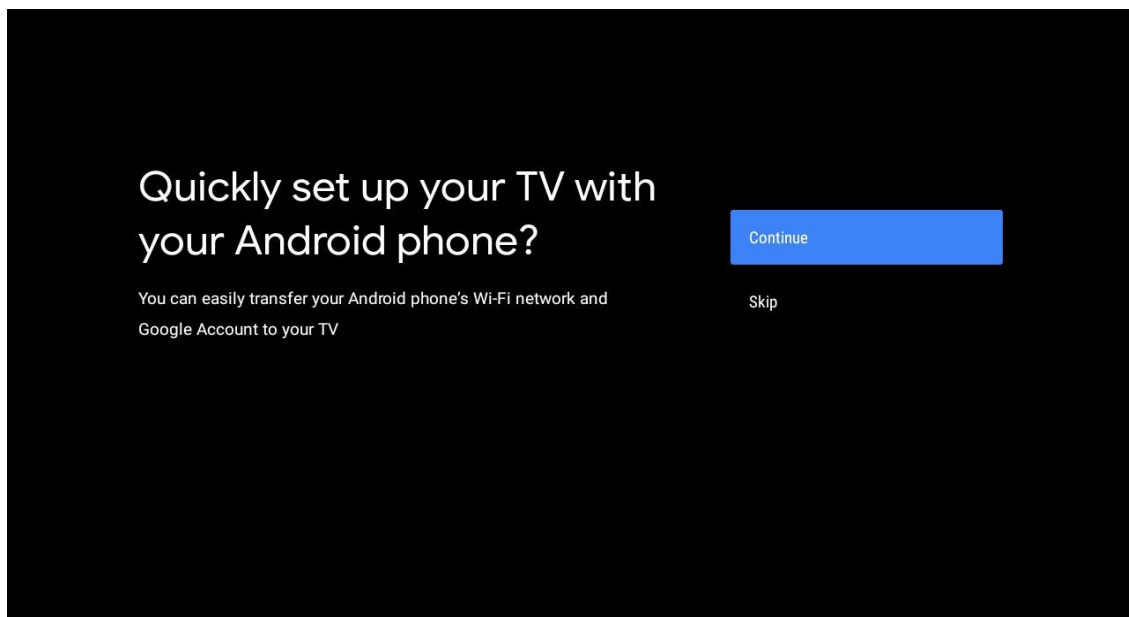 Quickly set up your TV with
your Android phone?
You can easily transfer your Android phone’s Wi-Fi network and
Google Account to your TV
Continue
Skip